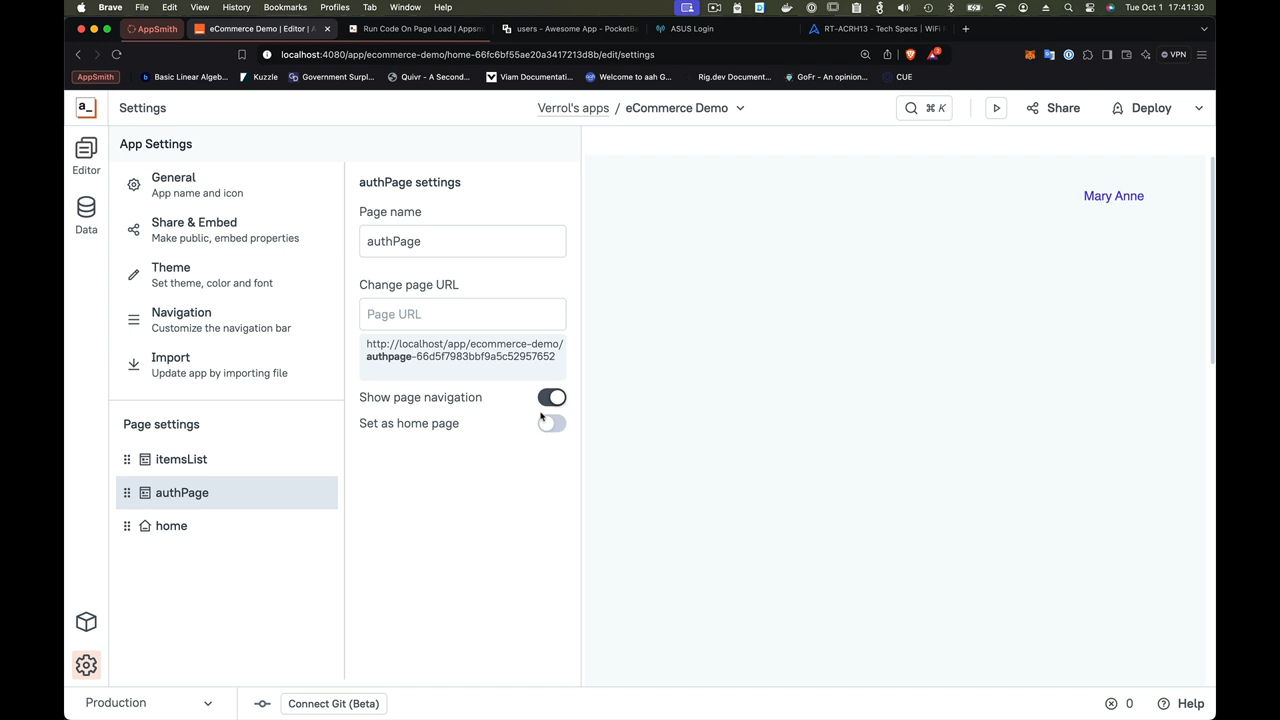 Brave File Edit View History Bookmarks Profiles Tab Window Help Tue Oct 1 17:41:30
AppSmith eCommerce Demo | Editor | A Run Code On Page Load | Appsm users - Awesome App - PocketBa ASUS Login RT-ACRH13 - Tech Specs | WiFi R
localhost:4080/app/ecommerce-demo/home-66fc6bf55ae20a3417213d8b/edit/settings 2 VPN
AppSmith Basic Linear Algeb... Kuzzle Government Surpl... Quivr - A Second... Viam Documentati... Welcome to aah G... Rig.dev Document... GoFr - An opinion... CUE
a_ Settings Verrol's apps / eCommerce Demo ⌘ K Share Deploy
App Settings
Editor
Data
General
App name and icon
Share & Embed
Make public, embed properties
Theme
Set theme, color and font
Navigation
Customize the navigation bar
Import
Update app by importing file
Page settings
itemsList
authPage
home
authPage settings
Page name
authPage
Change page URL
Page URL
http://localhost/app/ecommerce-demo/
authpage-66d5f7983bbf9a5c52957652
Show page navigation
Set as home page
Mary Anne
Production Connect Git (Beta) 0 Help